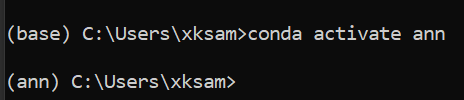 (base) C:\Users\xksam>conda activate ann
(ann) C:\Users\xksam>